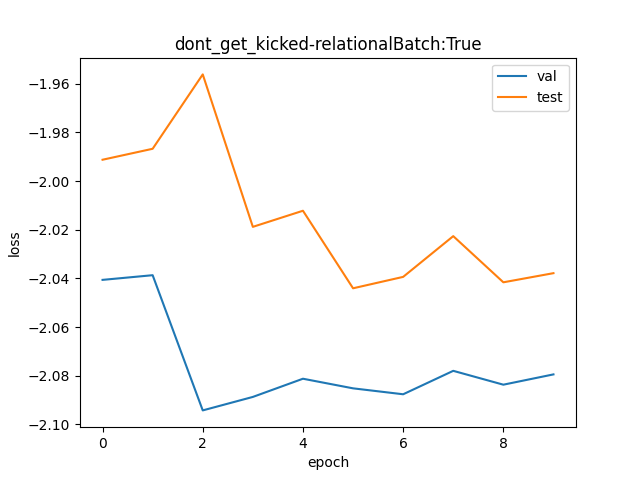 dont_get_kicked-relationalBatch:True
val
test
−1.96
−1.98
−2.00
−2.02
−2.04
−2.06
−2.08
−2.10
loss
0
2
4
6
8
epoch